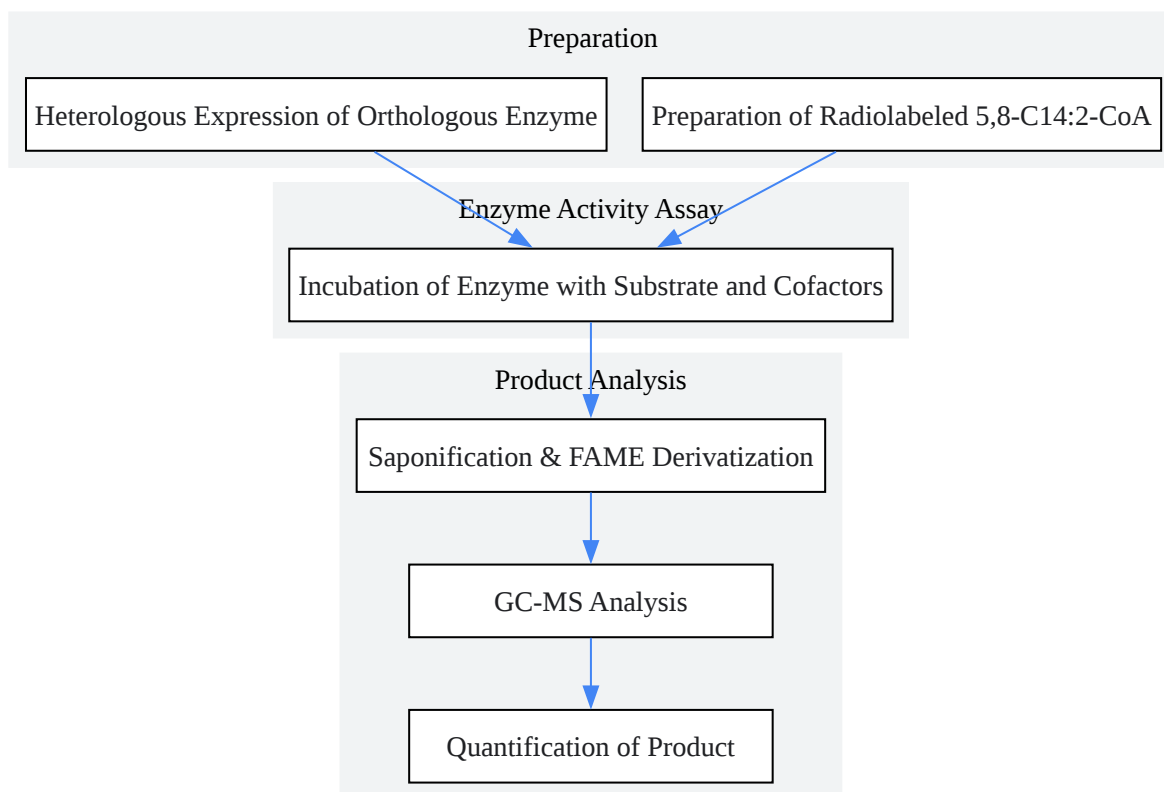 Preparation
Heterologous Expression of Orthologous Enzyme
Preparation of Radiolabeled 5,8-C14:2-CoA
Enzyme Activity Assay
Incubation of Enzyme with Substrate and Cofactors
Product Analysis
Saponification & FAME Derivatization
GC-MS Analysis
Quantification of Product